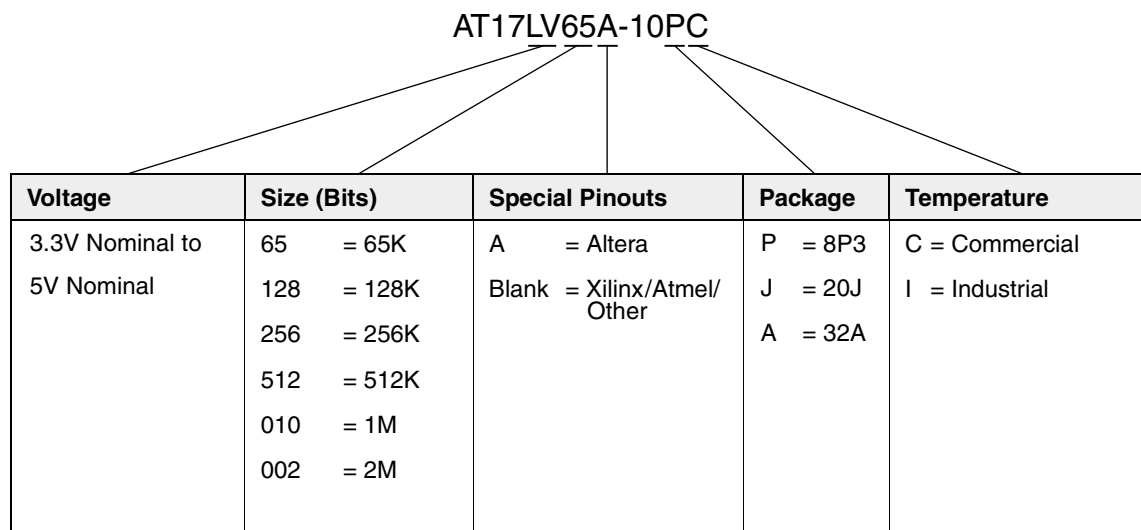 AT17LV65A-10PC
Voltage Size (Bits) Special Pinouts Package Temperature
3.3V Nominal to 65 = 65K A = Altera P = 8P3 C = Commercial
5V Nominal 128 = 128K Blank = Xilinx/Atmel/ J = 20J I = Industrial
Other
256 = 256K A = 32A
512 = 512K
010 = 1M
002 = 2M